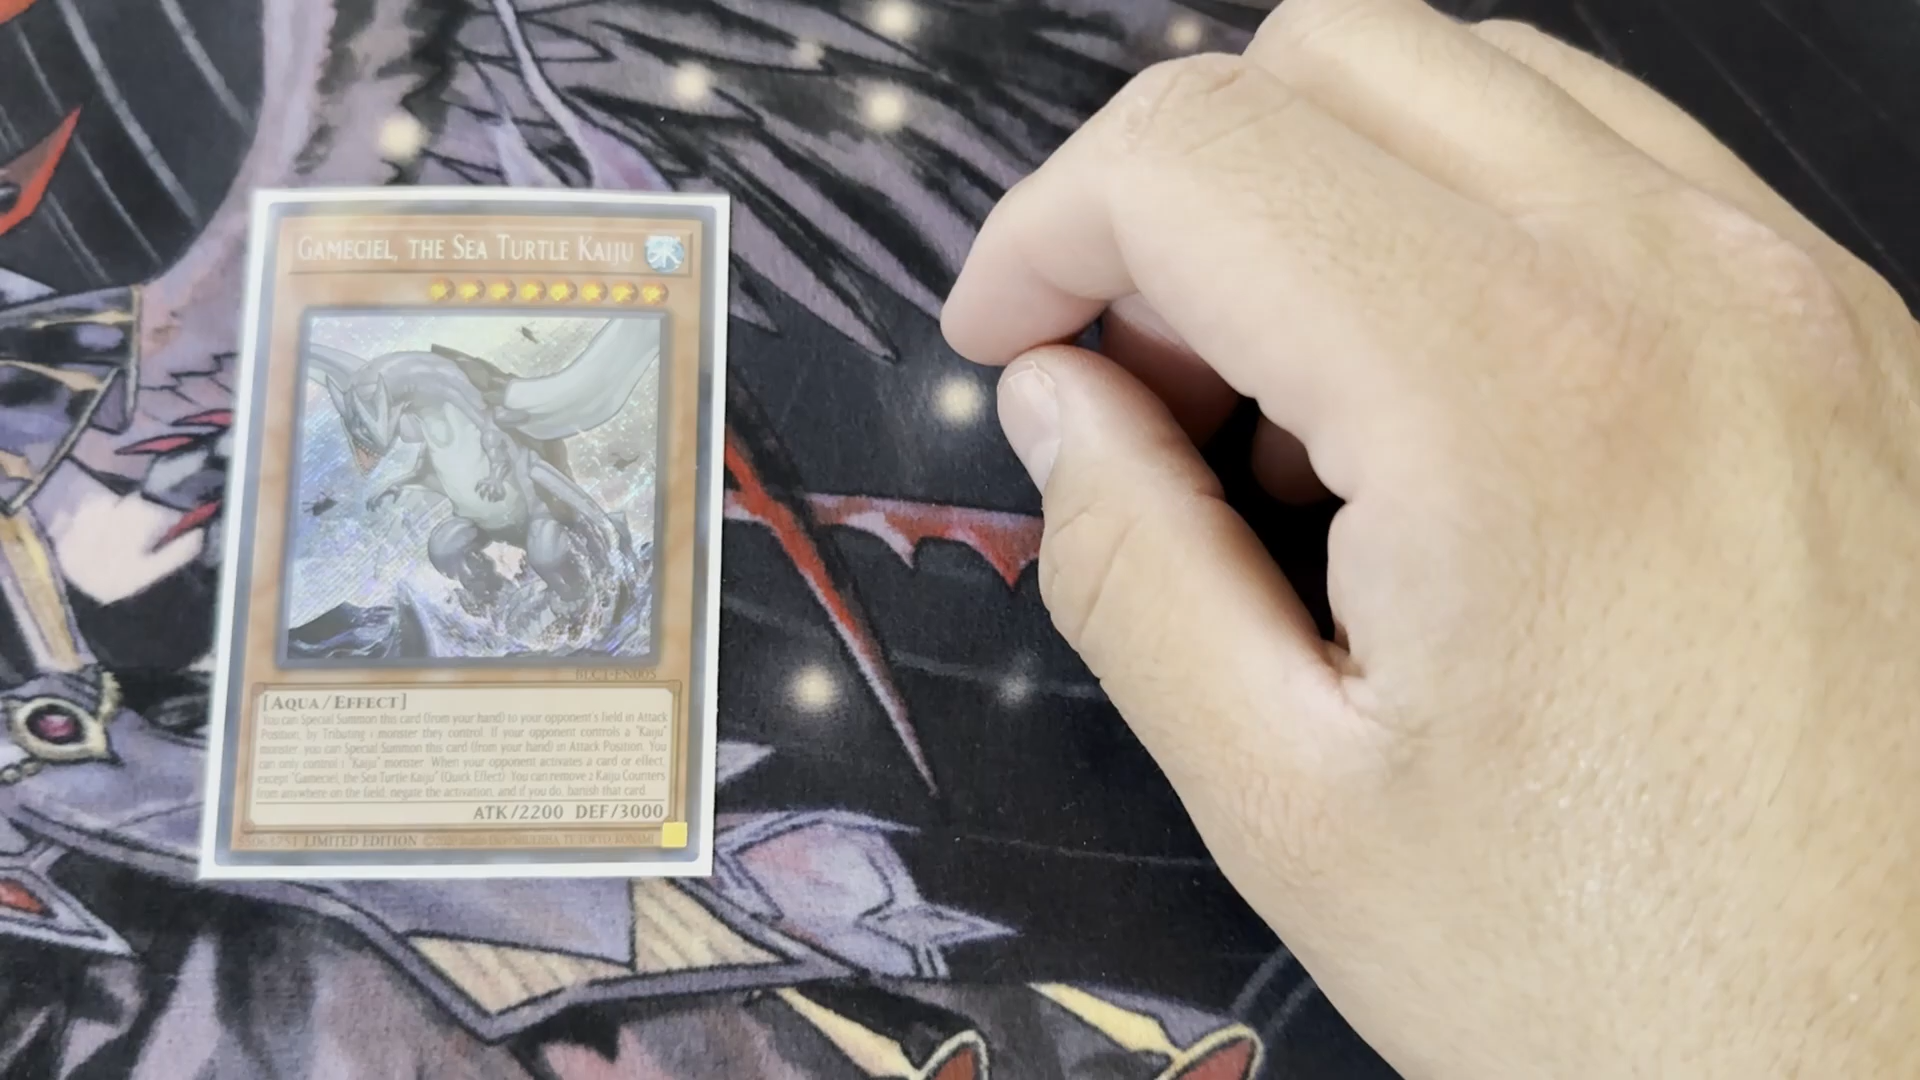 GAMECIEL, THE SEA TURTLE KAIJU
BLC1-EN005
[AQUA/EFFECT]
You can Special Summon this card (from your hand) to your opponent's field in Attack
Position, by Tributing 1 monster they control. If your opponent controls a "Kaiju"
monster, you can Special Summon this card (from your hand) in Attack Position. You
can only control 1 "Kaiju" monster. When your opponent activates a card or effect,
except "Gameciel, the Sea Turtle Kaiju" (Quick Effect): You can remove 2 Kaiju Counters
from anywhere on the field; negate the activation, and if you do, banish that card.
ATK/2200 DEF/3000
55063751 LIMITED EDITION